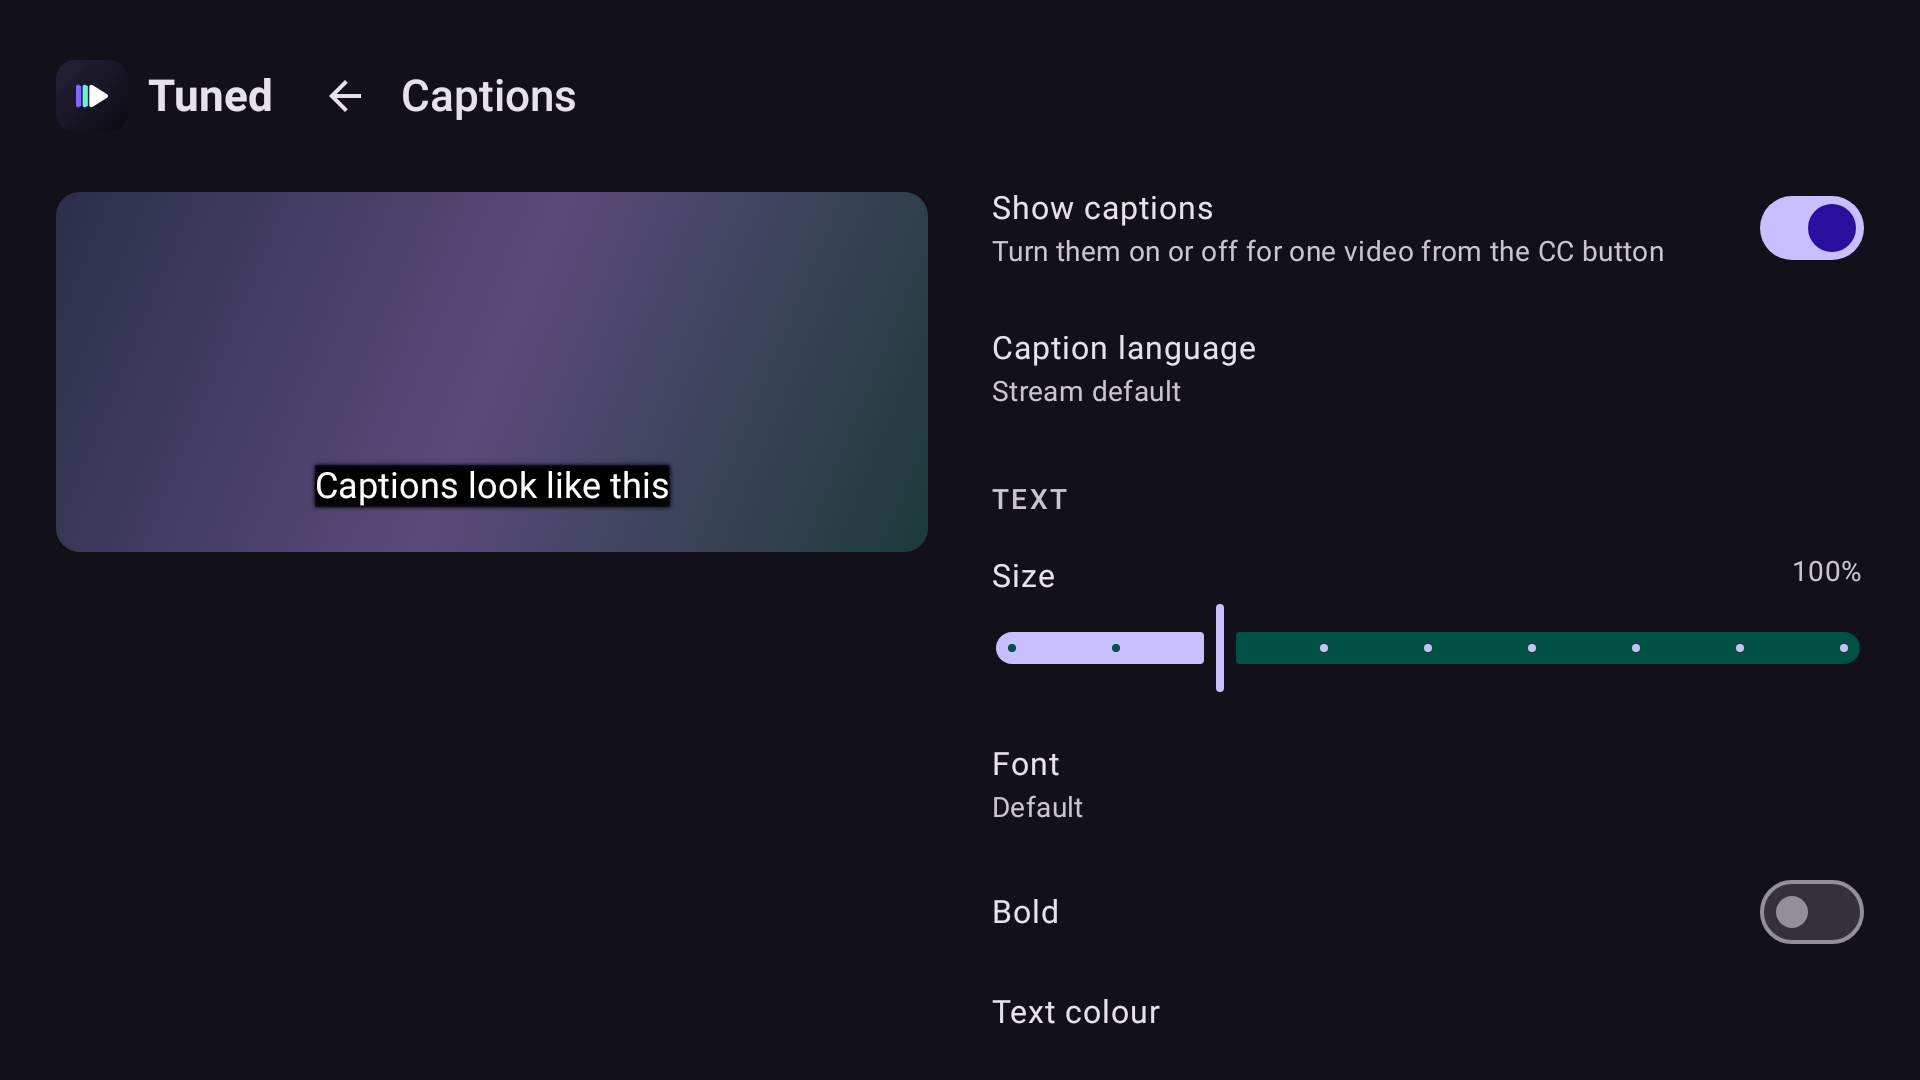 Tuned
Captions
Captions look like this
Show captions
Turn them on or off for one video from the CC button
Caption language
Stream default
TEXT
Size
100%
Font
Default
Bold
Text colour